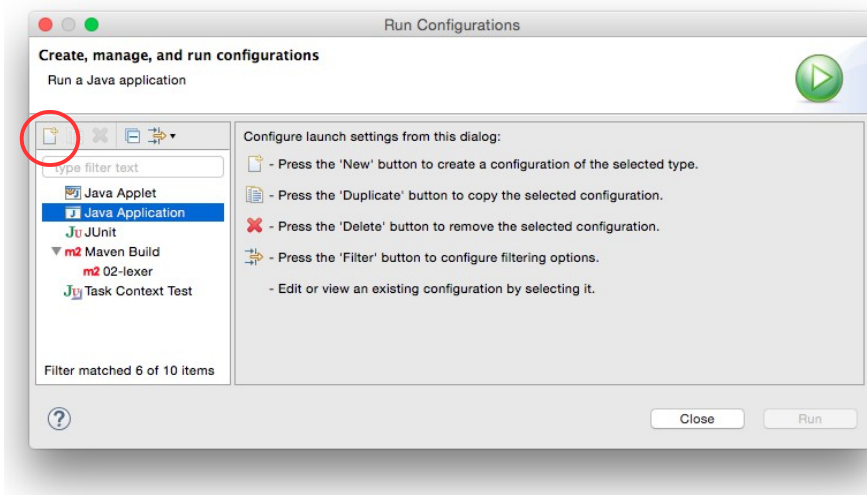 Run Configurations
Create, manage, and run configurations
Run a Java application
type filter text
Java Applet
Java Application
Ju JUnit
m2 Maven Build
m2 02-lexer
Ju Task Context Test
Filter matched 6 of 10 items
Configure launch settings from this dialog:
- Press the 'New' button to create a configuration of the selected type.
- Press the 'Duplicate' button to copy the selected configuration.
- Press the 'Delete' button to remove the selected configuration.
- Press the 'Filter' button to configure filtering options.
- Edit or view an existing configuration by selecting it.
?
Close
Run